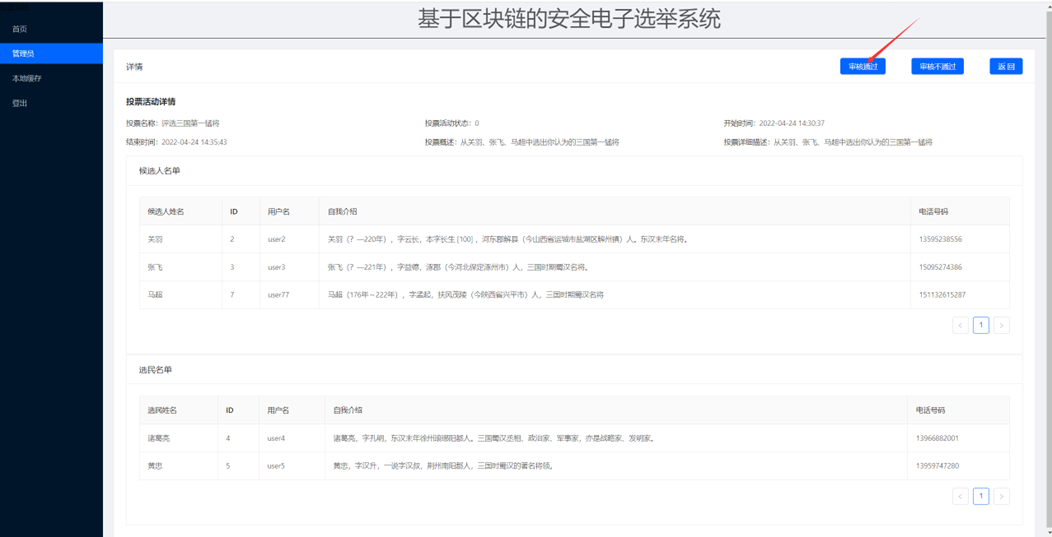 基于区块链的安全电子选举系统
首页
管理员
本地缓存
登出
详情
审核通过
审核不通过
返 回
投票活动详情
投票名称：评选三国第一猛将 投票活动状态：0 开始时间：2022-04-24 14:30:37
结束时间：2022-04-24 14:35:43 投票概述：从关羽、张飞、马超中选出你认为的三国第一猛将 投票详细描述：从关羽、张飞、马超中选出你认为的三国第一猛将
候选人名单
候选人姓名 ID 用户名 自我介绍 电话号码
关羽 2 user2 关羽（？—220年），字云长，本字长生 [100] ，河东郡解县（今山西省运城市盐湖区解州镇）人。东汉末年名将。 13595238556
张飞 3 user3 张飞（？—221年），字益德，涿郡（今河北保定涿州市）人，三国时期蜀汉名将。 15095274386
马超 7 user77 马超（176年～222年），字孟起，扶风茂陵（今陕西省兴平市）人，三国时期蜀汉名将 151132615287
< 1 >
选民名单
选民姓名 ID 用户名 自我介绍 电话号码
诸葛亮 4 user4 诸葛亮，字孔明，东汉末年徐州琅琊阳郡人。三国蜀汉丞相，政治家、军事家，亦是战略家、发明家。 13966882001
黄忠 5 user5 黄忠，字汉升，一说字汉叔，荆州南阳郡人，三国时蜀汉的著名将领。 13959747280
< 1 >